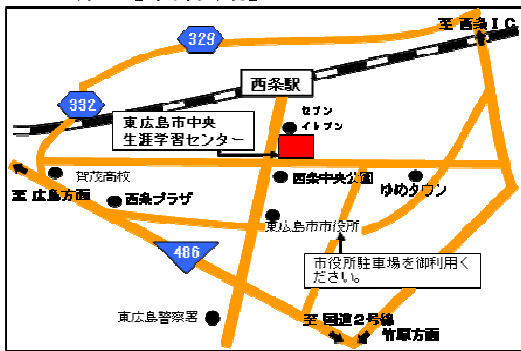 至 西条IC
329
西条駅
332
セブン
イレブン
東広島市中央
生涯学習センター
賀茂高校
西条中央公園
ゆめタウン
至 広島方面
西条プラザ
東広島市市役所
486
市役所駐車場を御利用く
ださい。
東広島警察署
至 国道2号線
竹原方面